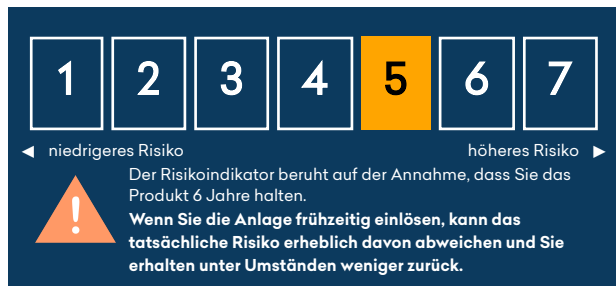 1 2 3 4 5 6 7
◀ niedrigeres Risiko höheres Risiko ▶
Der Risikoindikator beruht auf der Annahme, dass Sie das
Produkt 6 Jahre halten.
Wenn Sie die Anlage frühzeitig einlösen, kann das
tatsächliche Risiko erheblich davon abweichen und Sie
erhalten unter Umständen weniger zurück.